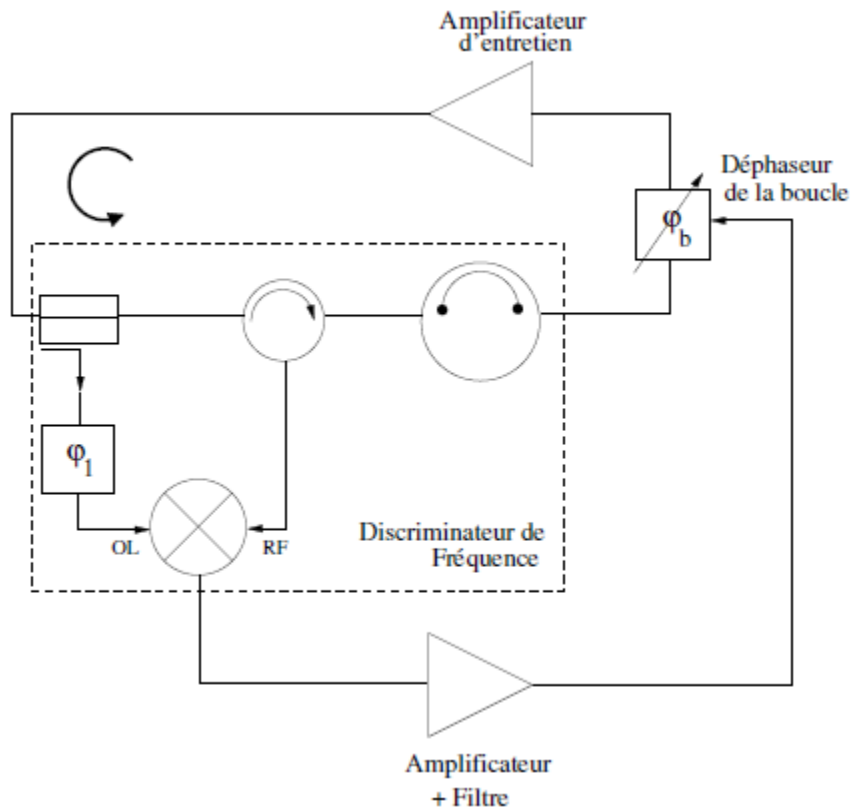 Amplificateur
d'entretien
Déphaseur
de la boucle
φb
φ1
OL
RF
Discriminateur de
Fréquence
Amplificateur
+ Filtre